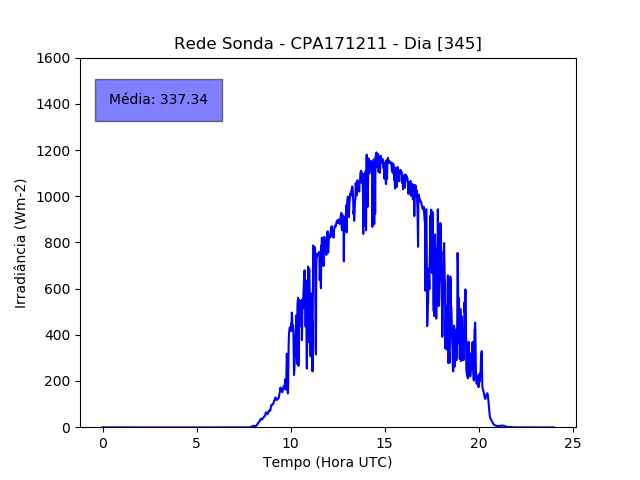 Rede Sonda - CPA171211 - Dia [345]
1600
1400
1200
1000
800
600
400
200
0
Irradiância (Wm-2)
Média: 337.34
0 5 10 15 20 25
Tempo (Hora UTC)